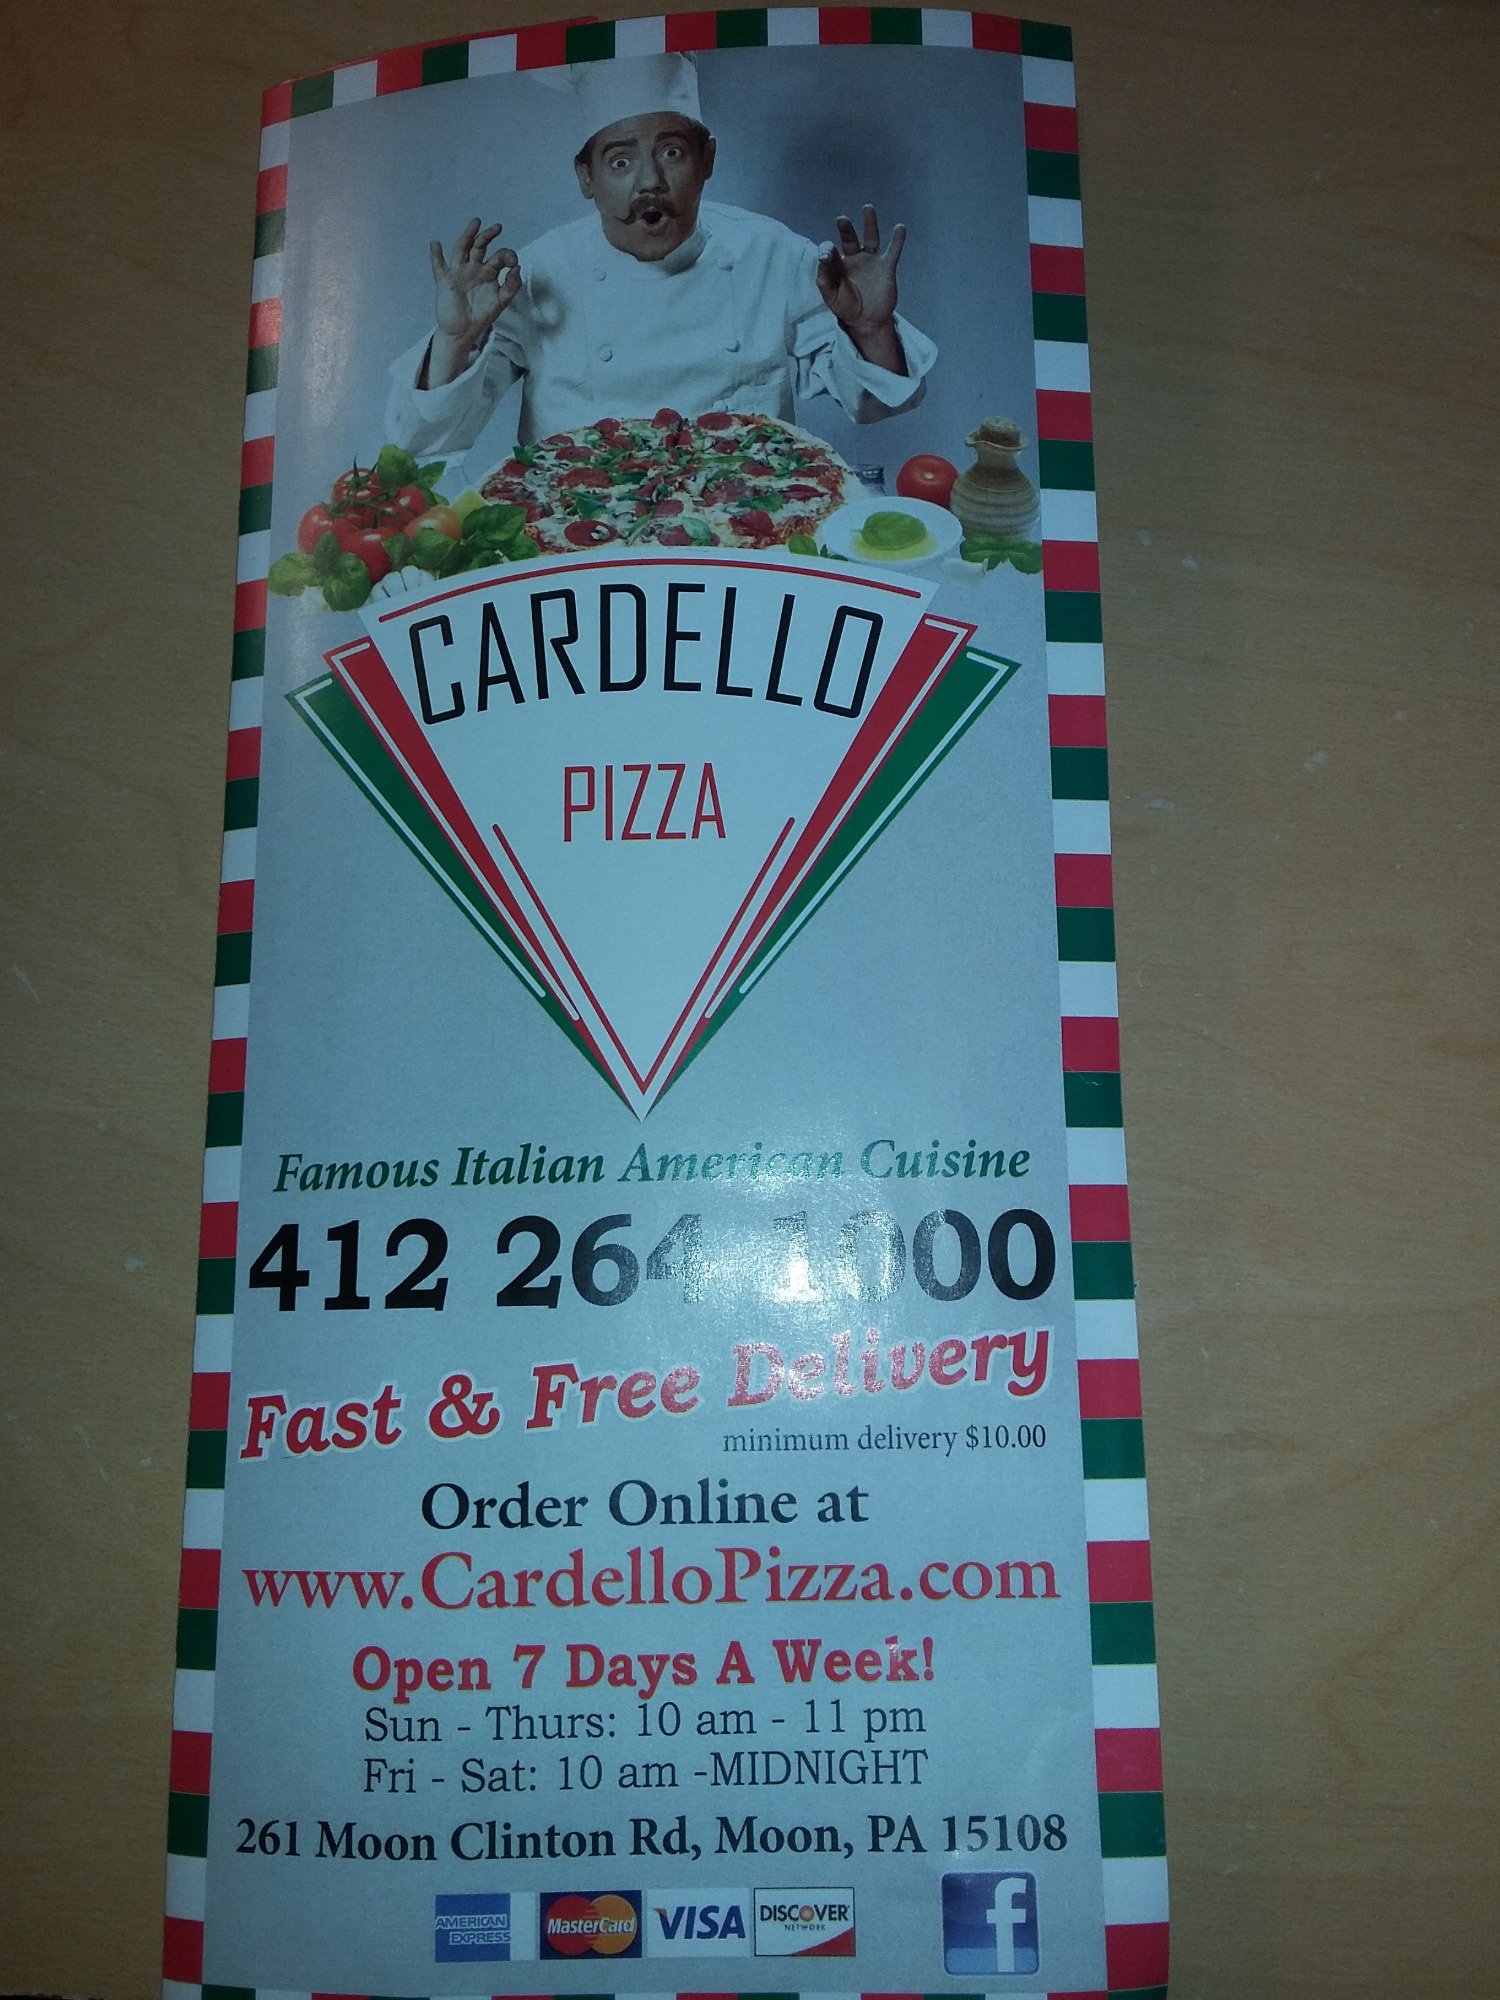 CARDELLO
PIZZA
Famous Italian American Cuisine
412 264 1000
Fast & Free Delivery
minimum delivery $10.00
Order Online at
www.CardelloPizza.com
Open 7 Days A Week!
Sun - Thurs: 10 am - 11 pm
Fri - Sat: 10 am -MIDNIGHT
261 Moon Clinton Rd, Moon, PA 15108
AMERICAN
EXPRESS
MasterCard
VISA
DISCOVER
NETWORK
f